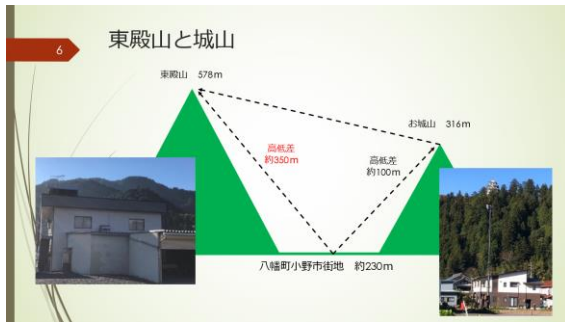 6
東殿山と城山
東殿山 578m
お城山 316m
高低差
約350m
高低差
約100m
八幡町小野市街地 約230m